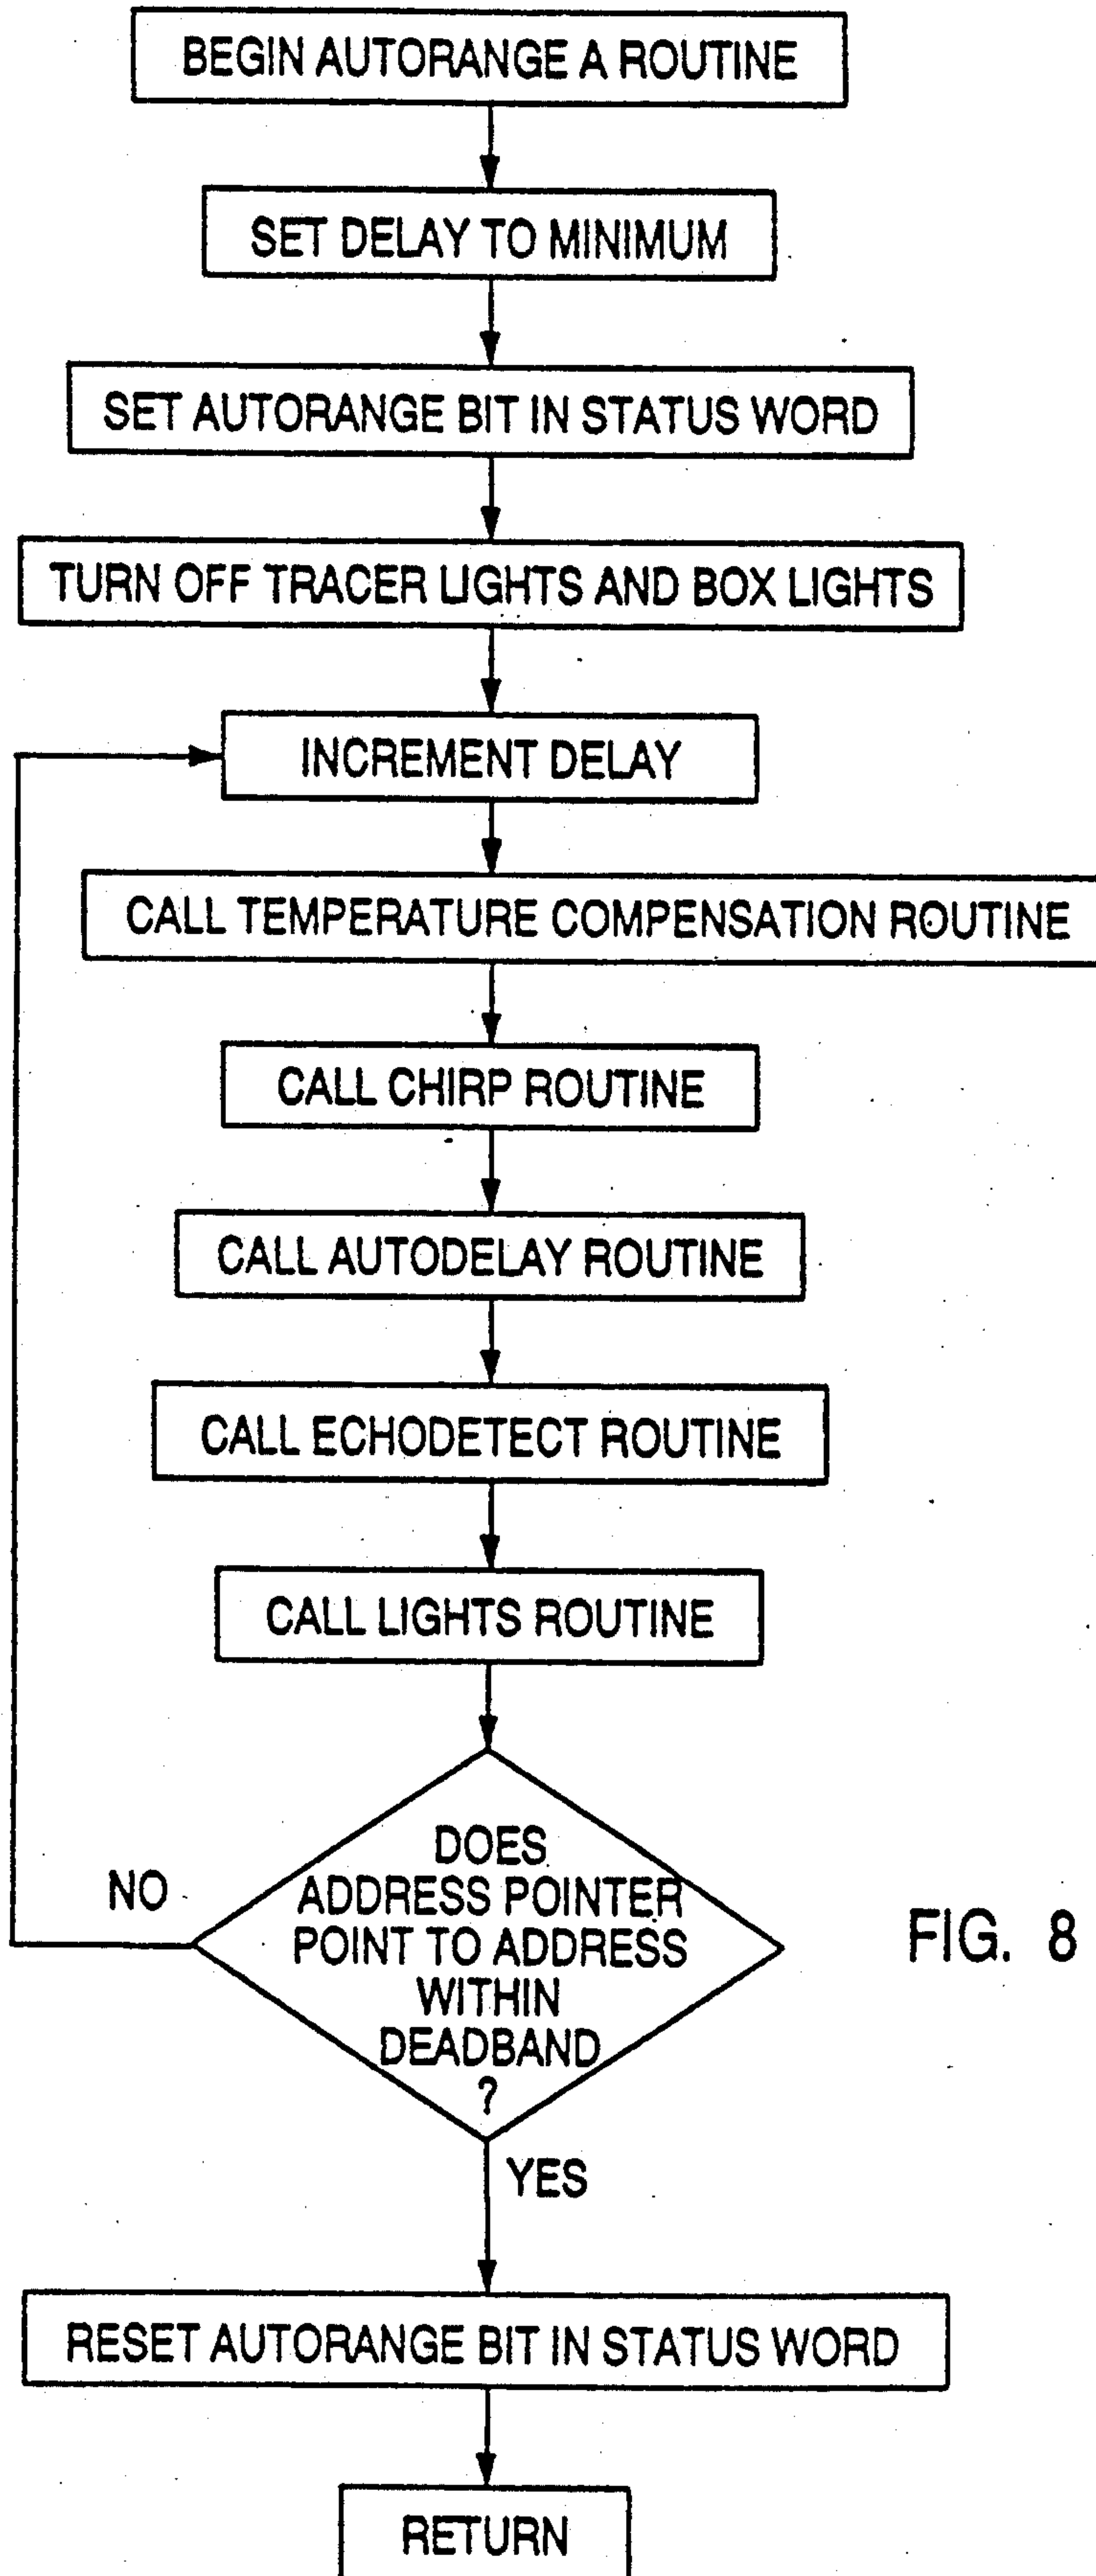 BEGIN AUTORANGE A ROUTINE
SET DELAY TO MINIMUM
SET AUTORANGE BIT IN STATUS WORD
TURN OFF TRACER LIGHTS AND BOX LIGHTS
INCREMENT DELAY
CALL TEMPERATURE COMPENSATION ROUTINE
CALL CHIRP ROUTINE
CALL AUTODELAY ROUTINE
CALL ECHODETECT ROUTINE
CALL LIGHTS ROUTINE
DOES
ADDRESS POINTER
POINT TO ADDRESS
WITHIN
DEADBAND
?
NO
FIG. 8
YES
RESET AUTORANGE BIT IN STATUS WORD
RETURN